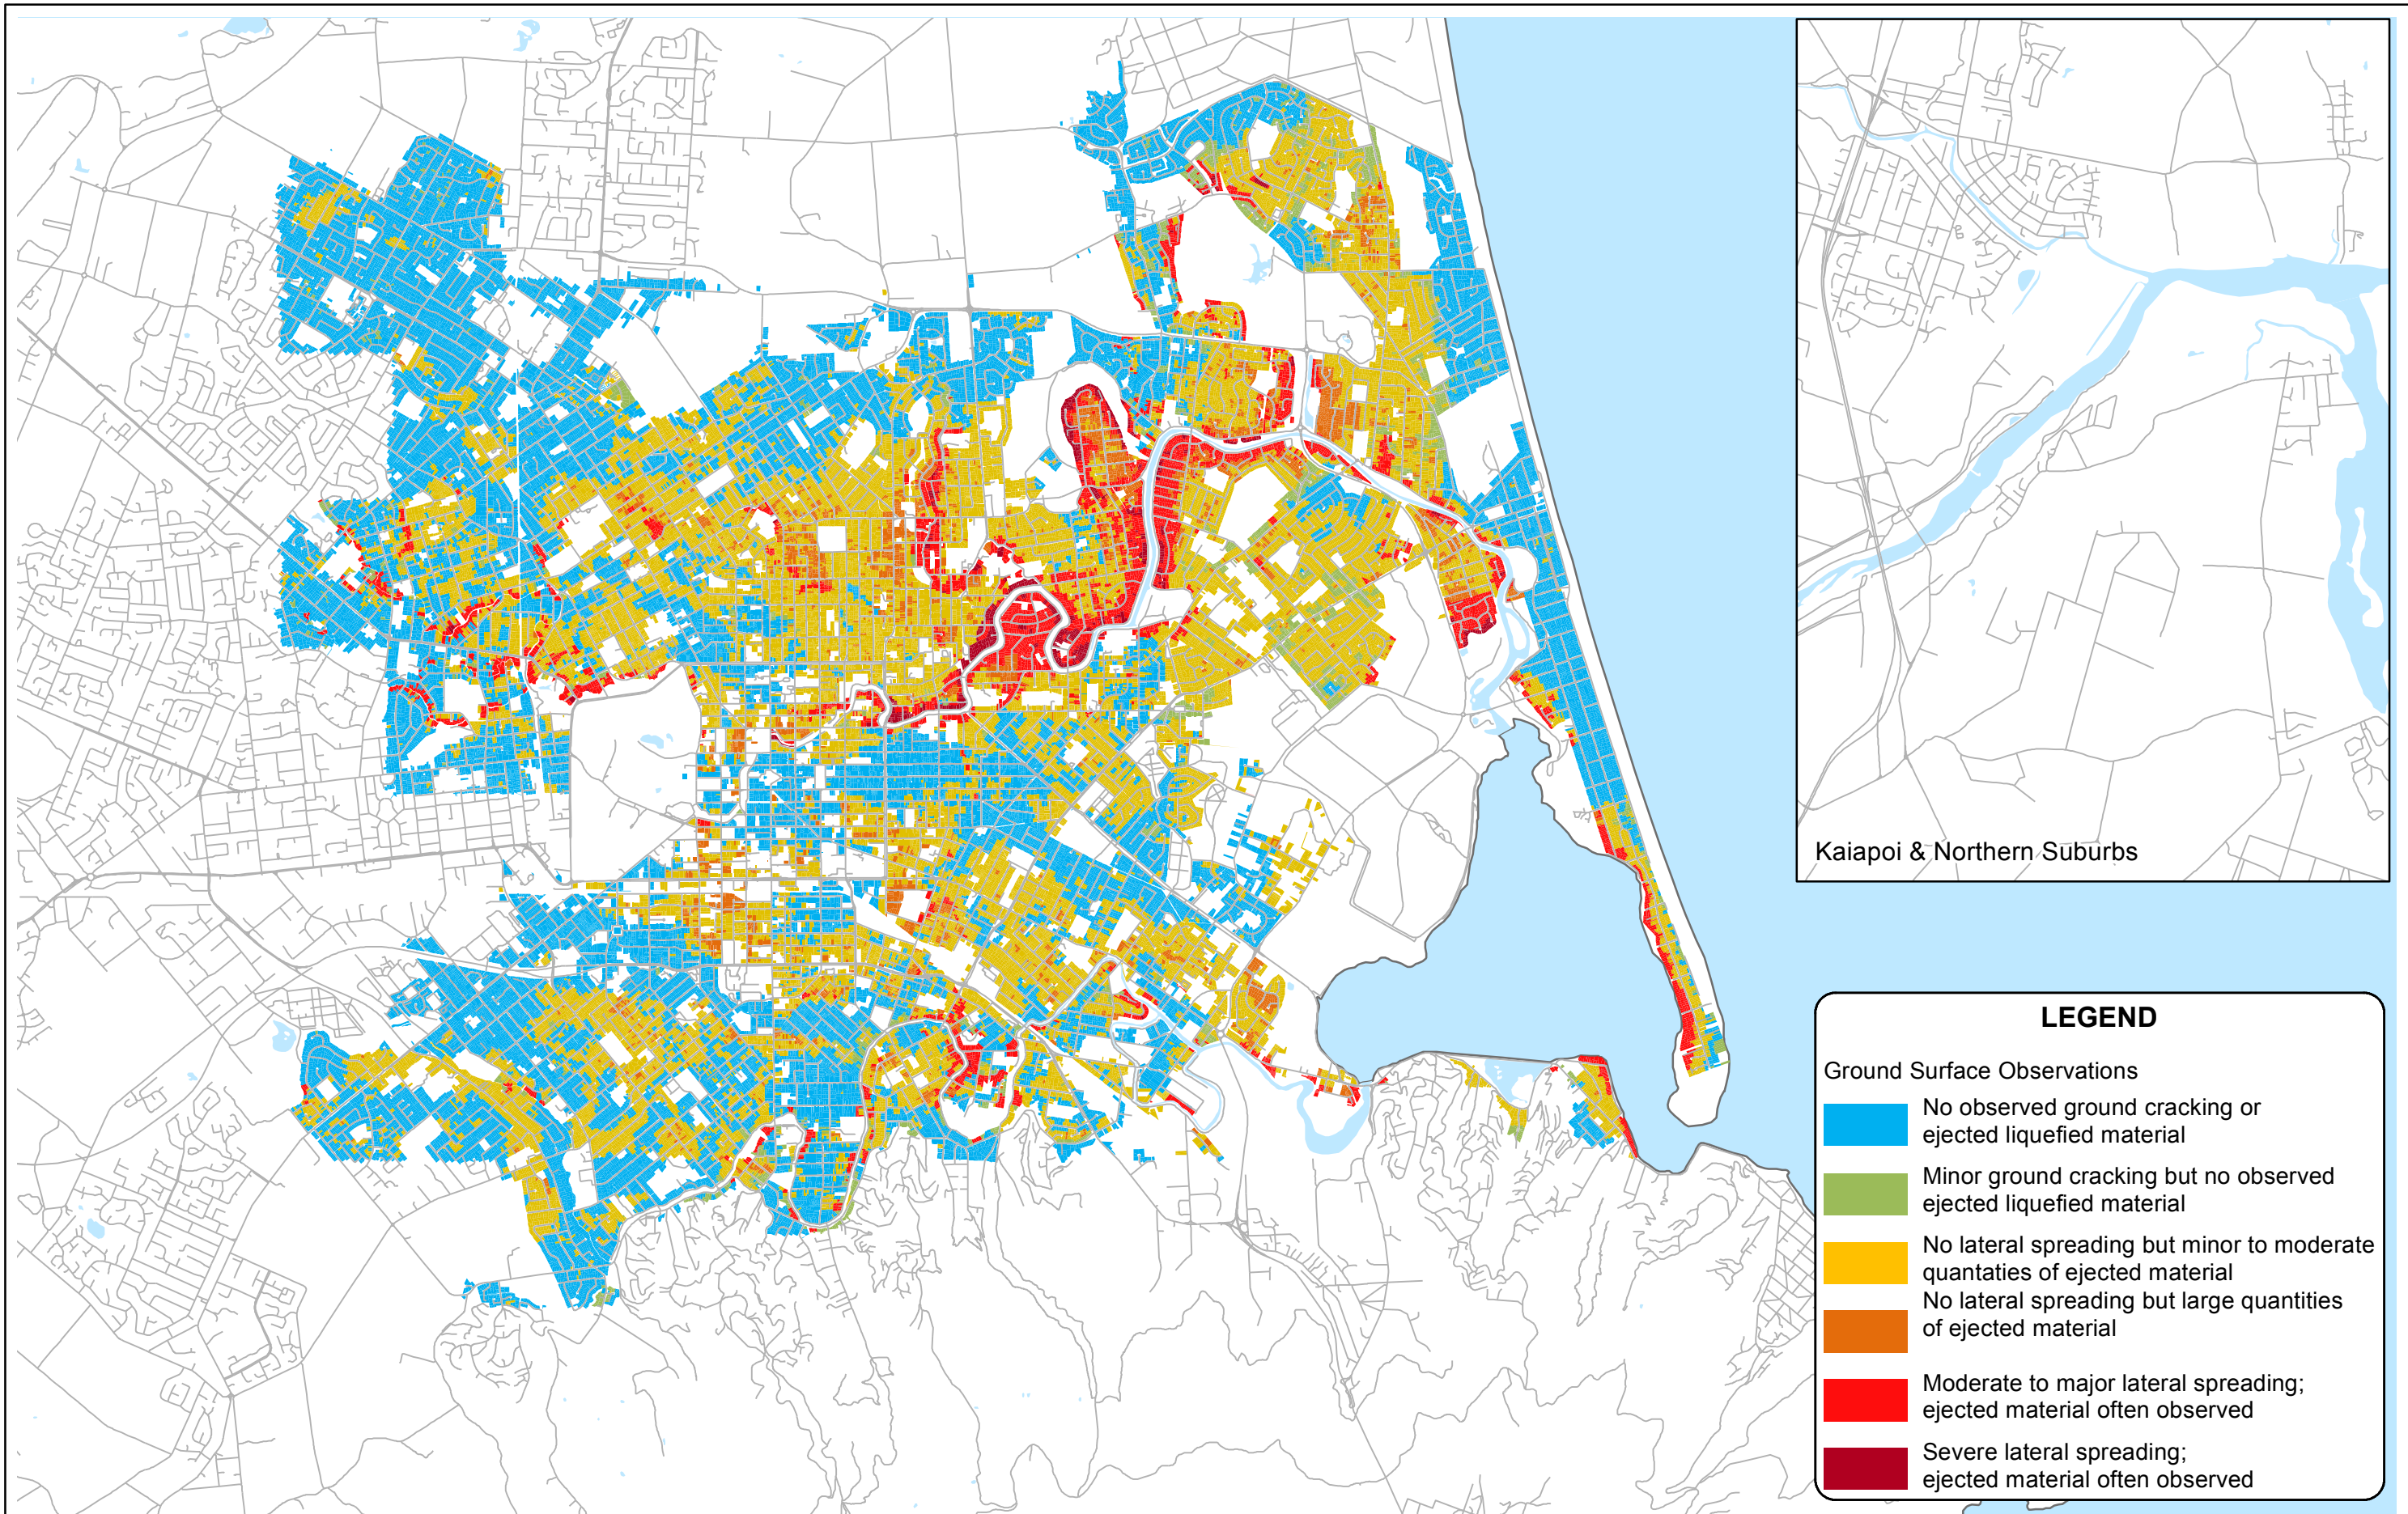 Kaiapoi & Northern Suburbs
LEGEND
Ground Surface Observations
No observed ground cracking or
ejected liquefied material
Minor ground cracking but no observed
ejected liquefied material
No lateral spreading but minor to moderate
quantaties of ejected material
No lateral spreading but large quantities
of ejected material
Moderate to major lateral spreading;
ejected material often observed
Severe lateral spreading;
ejected material often observed